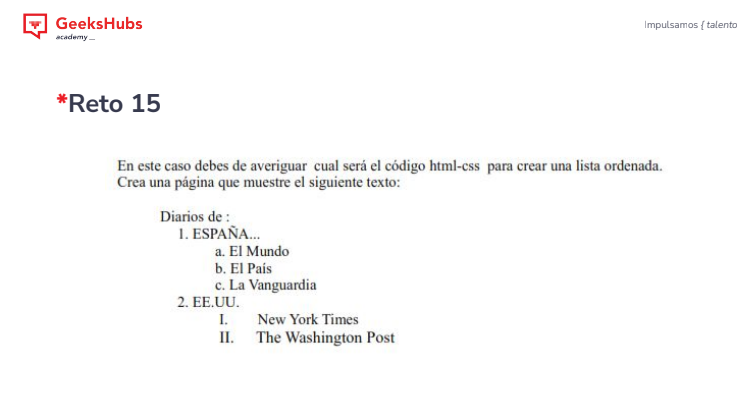 GeeksHubs
academy _
Impulsamos { talento
*Reto 15
En este caso debes de averiguar cual será el código html-css para crear una lista ordenada.
Crea una página que muestre el siguiente texto:
Diarios de :
1. ESPAÑA...
a. El Mundo
b. El País
c. La Vanguardia
2. EE.UU.
I. New York Times
II. The Washington Post